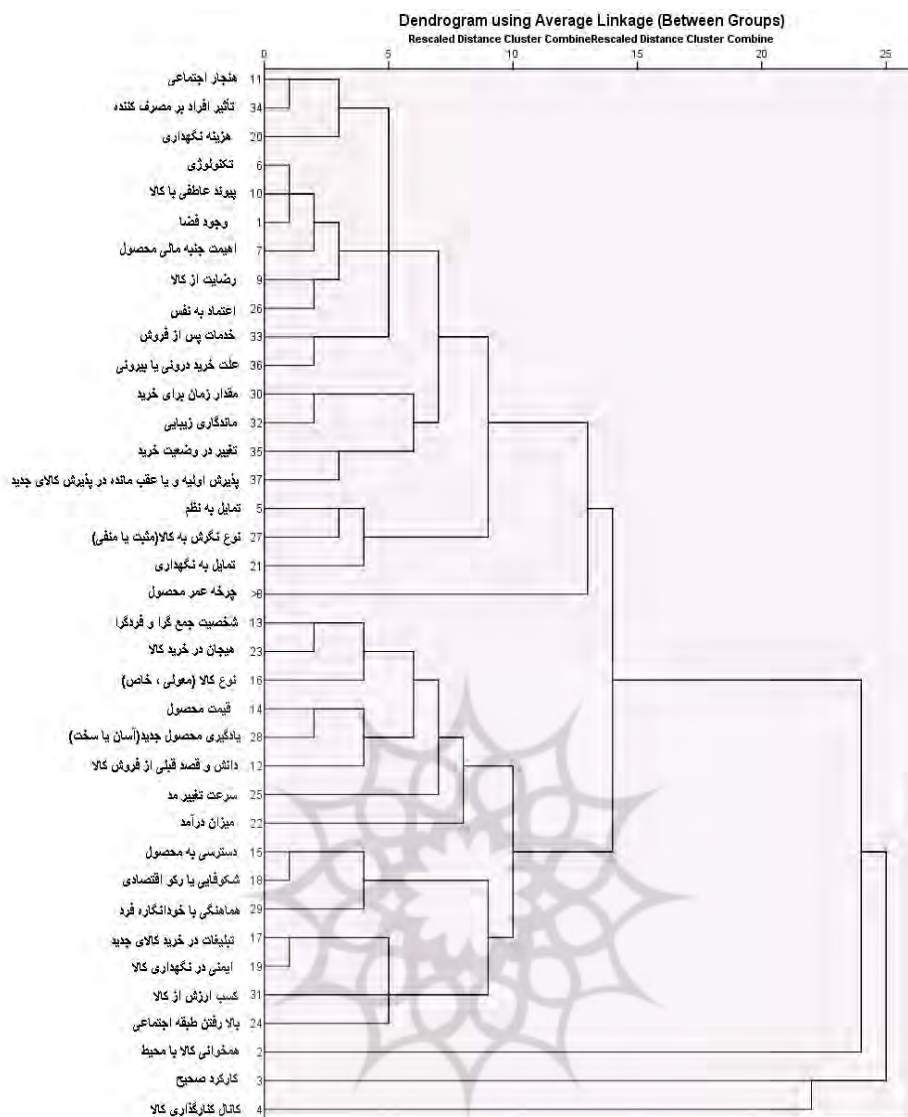 Dendrogram using Average Linkage (Between Groups)
Rescaled Distance Cluster CombineRescaled Distance Cluster Combine
0 5 10 15 20 25
هنجار اجتماعی 11
تأثیر افراد بر مصرف کننده 34
هزینه نگهداری 20
تکنولوژی 6
پیوند عاطفی با کالا 10
وجود فضا 1
اهیمت جنبه مالی محصول 7
رضایت از کالا 9
اعتماد به نفس 26
خدمات پس از فروش 33
علت خرید درونی یا بیرونی 36
مقدار زمان برای خرید 30
ماندگاری زیبایی 32
تغییر در وضعیت خرید 35
پذیرش اولیه و یا عقب مانده در پذیرش کالای جدید 37
تمایل به نظم 5
نوع نگرش به کالا(مثبت یا منفی) 27
تمایل به نگهداری 21
چرخه عمر محصول >8
شخصیت جمع گرا و فردگرا 13
هیجان در خرید کالا 23
نوع کالا (معولی ، خاص) 16
قیمت محصول 14
یادگیری محصول جدید(آسان یا سخت) 28
دانش و قصد قبلی از فروش کالا 12
سرعت تغییر مد 25
میزان درآمد 22
دسترسی به محصول 15
شکوفایی یا رکو اقتصادی 18
هماهنگی با خودانگاره فرد 29
تبلیغات در خرید کالای جدید 17
ایمنی در نگهداری کالا 19
کسب ارزش از کالا 31
بالا رفتن طبقه اجتماعی 24
همخوانی کالا با محیط 2
کارکرد صحیح 3
کانال کنارگذاری کالا 4